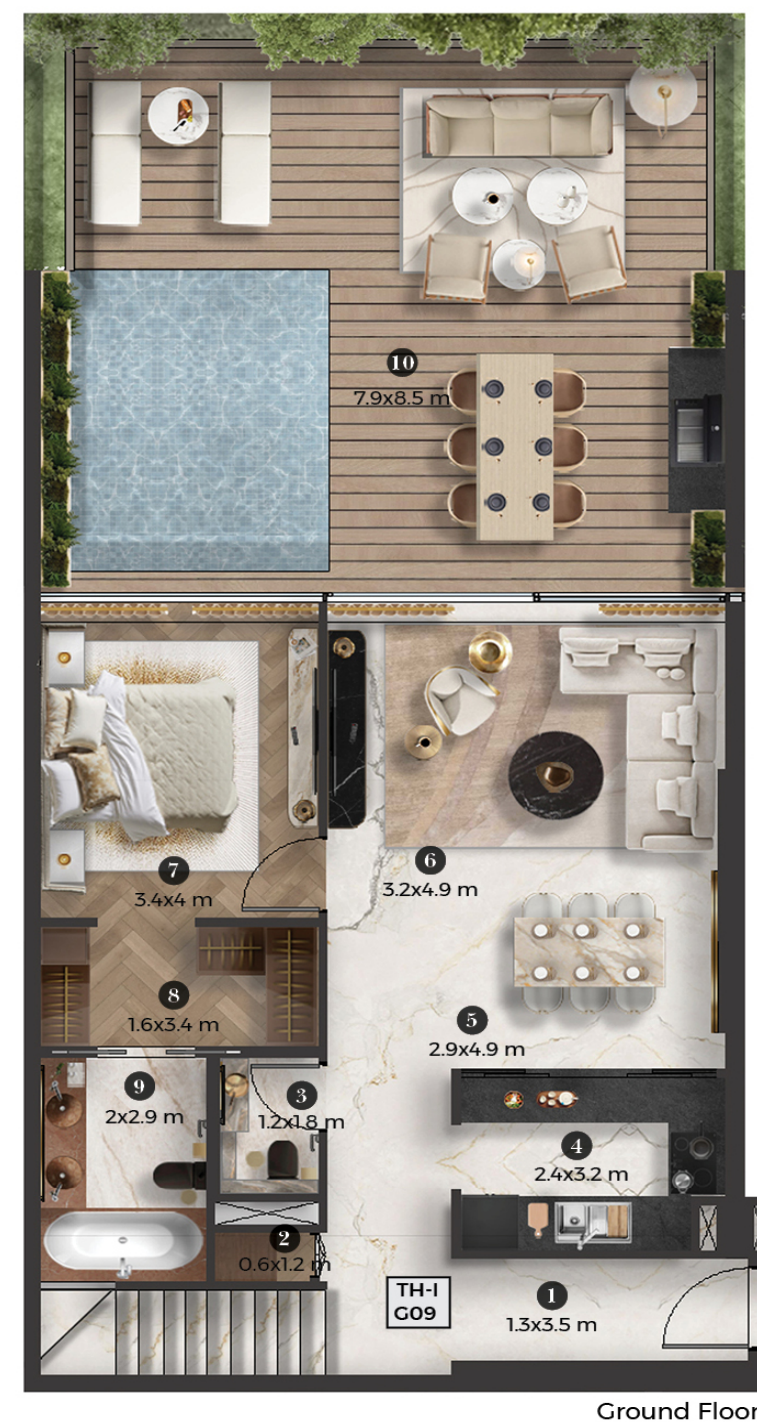 10
7.9x8.5 m
7
3.4x4 m
6
3.2x4.9 m
8
1.6x3.4 m
5
2.9x4.9 m
9
2x2.9 m
3
1.2x1.8 m
4
2.4x3.2 m
2
0.6x1.2 m
TH-I
G09
1
1.3x3.5 m
Ground Floor